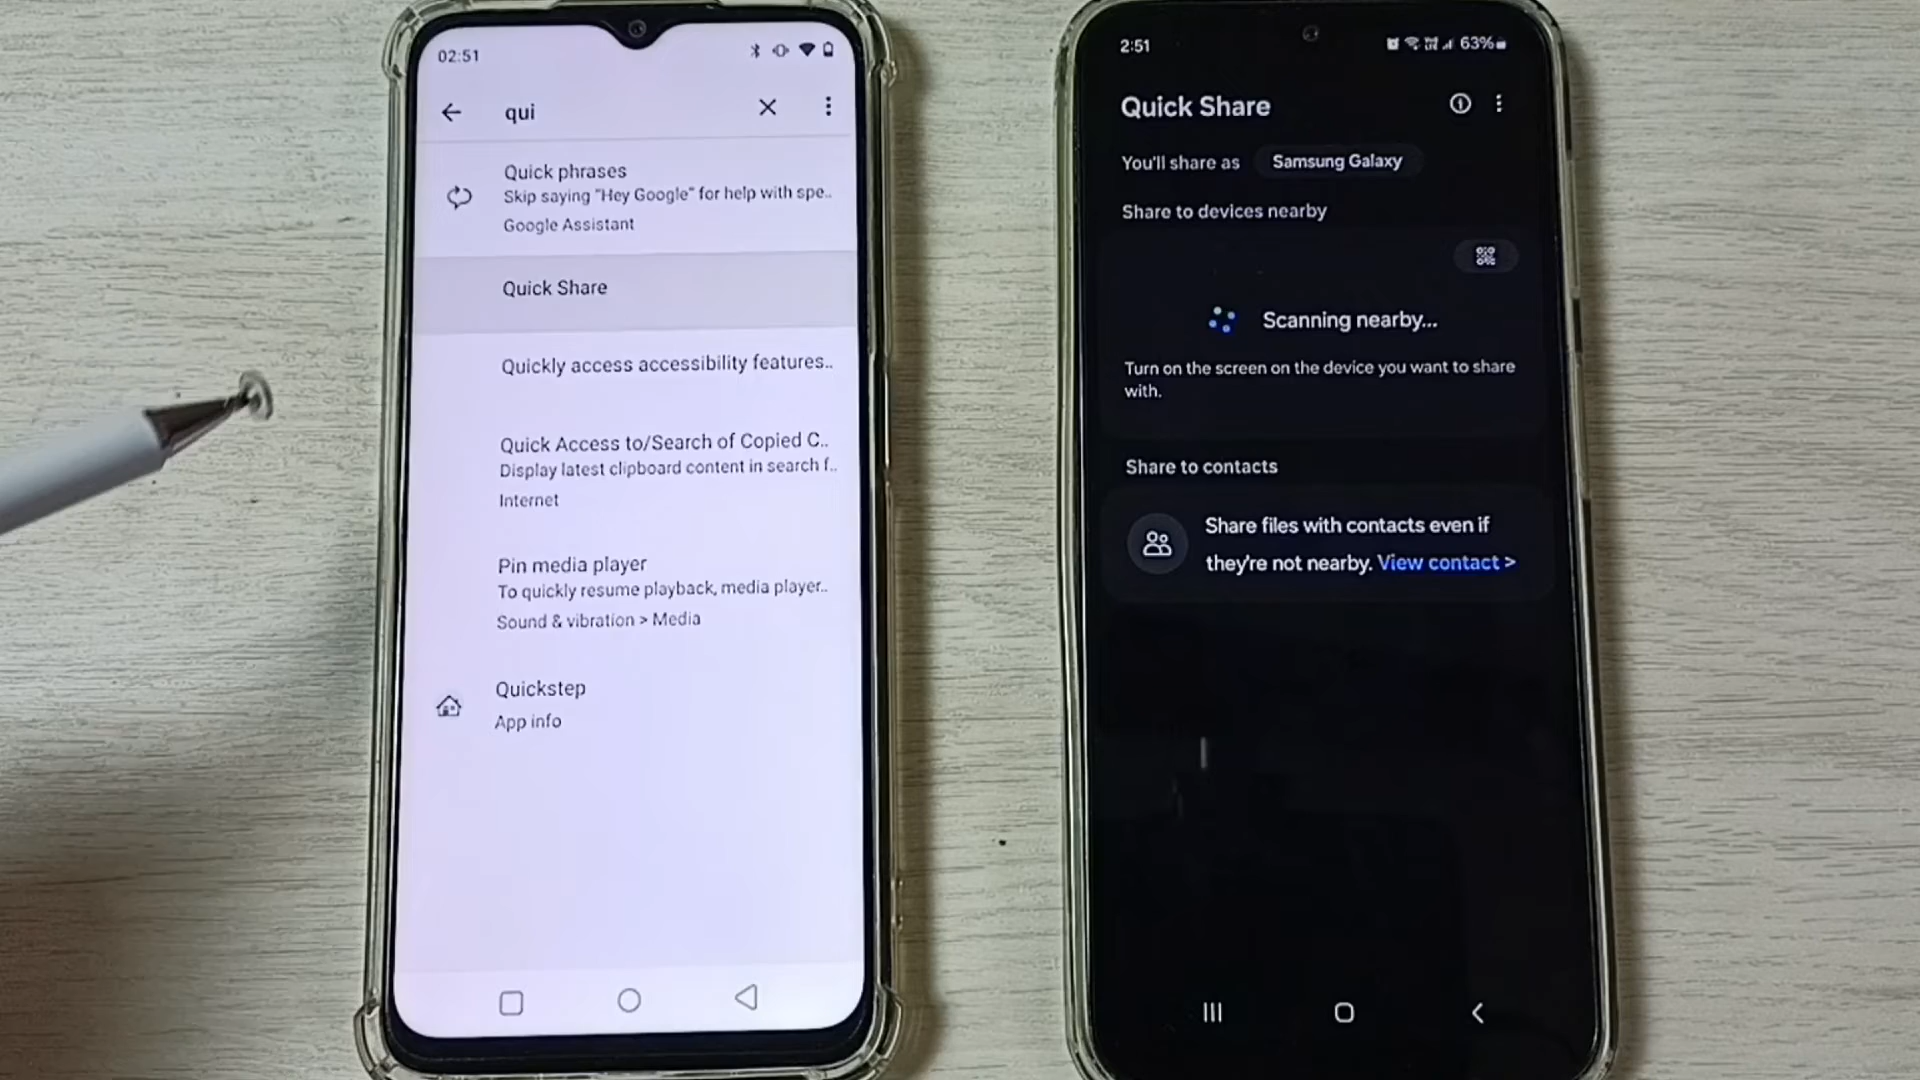 02:51
qui
Quick phrases
Skip saying "Hey Google" for help with spe..
Google Assistant
Quick Share
Quickly access accessibility features..
Quick Access to/Search of Copied C..
Display latest clipboard content in search f..
Internet
Pin media player
To quickly resume playback, media player..
Sound & vibration > Media
Quickstep
App info
2:51
63%
Quick Share
You'll share as Samsung Galaxy
Share to devices nearby
Scanning nearby...
Turn on the screen on the device you want to share
with.
Share to contacts
Share files with contacts even if
they're not nearby. View contact >